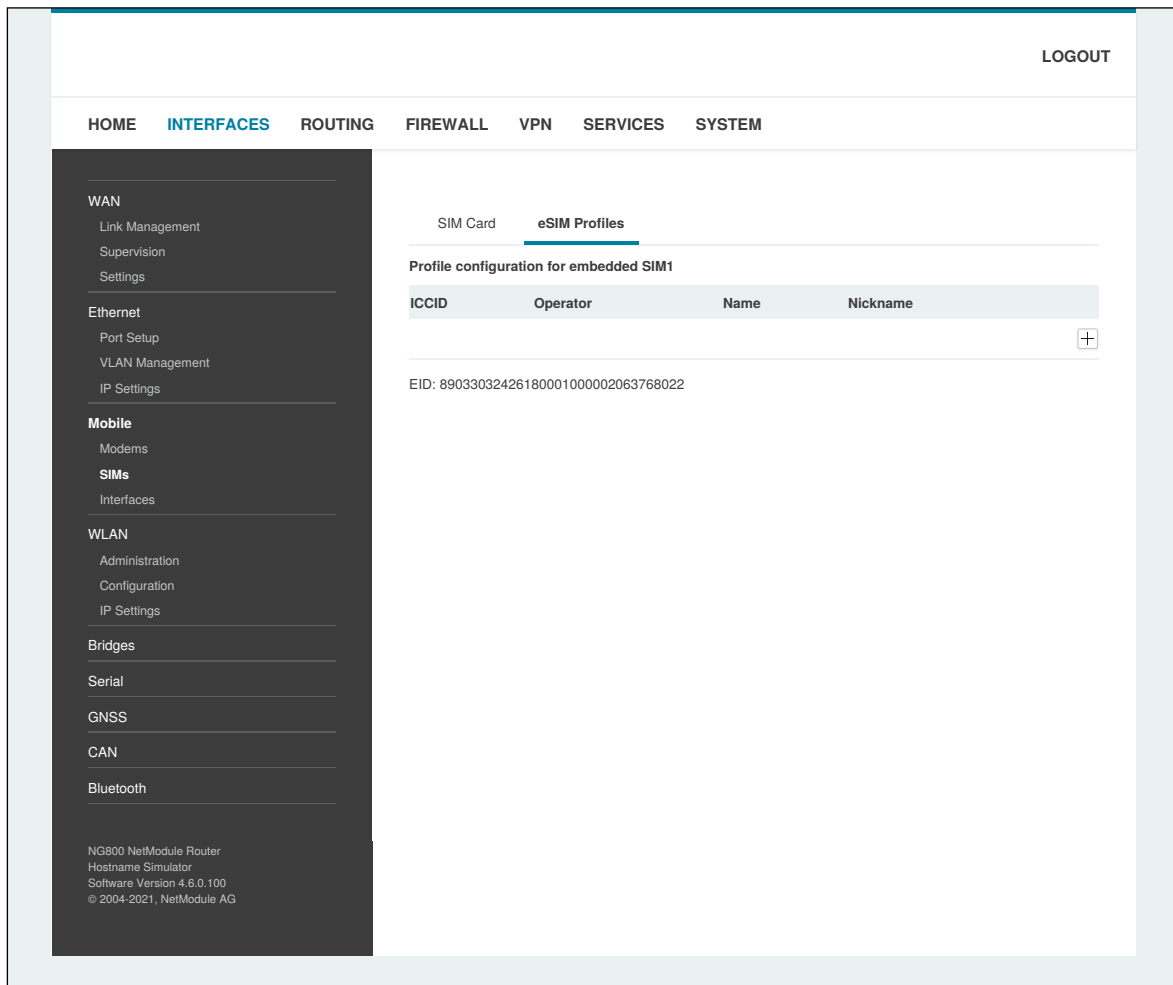 LOGOUT
HOME INTERFACES ROUTING FIREWALL VPN SERVICES SYSTEM
WAN
Link Management
Supervision
Settings
Ethernet
Port Setup
VLAN Management
IP Settings
Mobile
Modems
SIMs
Interfaces
WLAN
Administration
Configuration
IP Settings
Bridges
Serial
GNSS
CAN
Bluetooth
NG800 NetModule Router
Hostname Simulator
Software Version 4.6.0.100
© 2004-2021, NetModule AG
SIM Card eSIM Profiles
Profile configuration for embedded SIM1
ICCID Operator Name Nickname
EID: 89033032426180001000002063768022